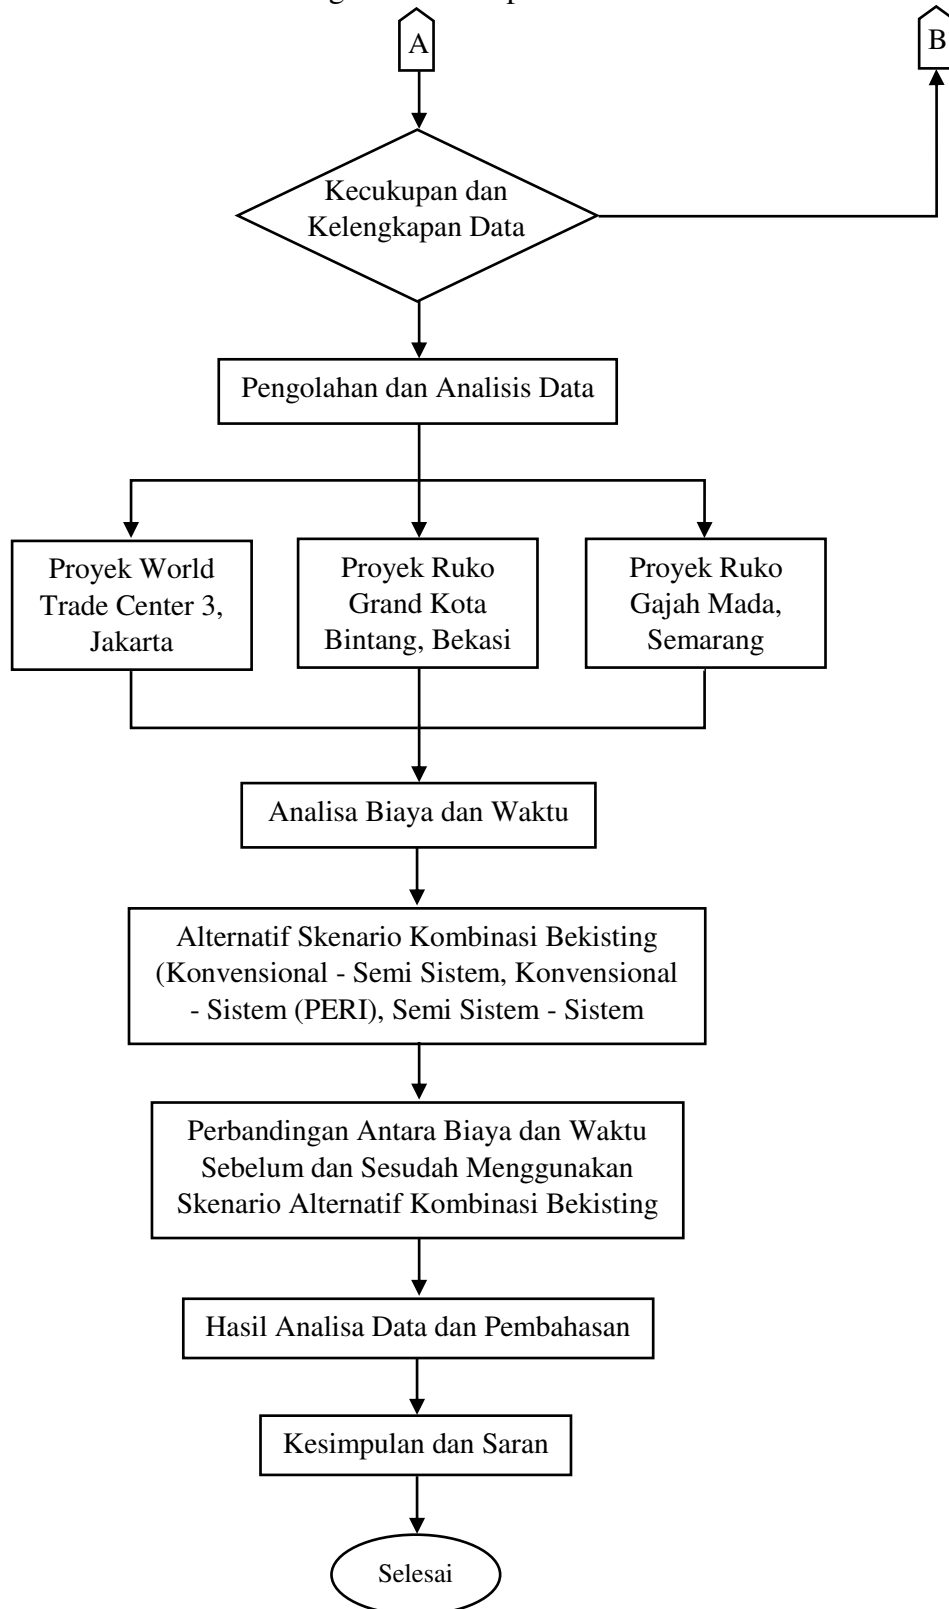 A
B
Kecukupan dan
Kelengkapan Data
Pengolahan dan Analisis Data
Proyek World
Trade Center 3,
Jakarta
Proyek Ruko
Grand Kota
Bintang, Bekasi
Proyek Ruko
Gajah Mada,
Semarang
Analisa Biaya dan Waktu
Alternatif Skenario Kombinasi Bekisting
(Konvensional - Semi Sistem, Konvensional
- Sistem (PERI), Semi Sistem - Sistem
Perbandingan Antara Biaya dan Waktu
Sebelum dan Sesudah Menggunakan
Skenario Alternatif Kombinasi Bekisting
Hasil Analisa Data dan Pembahasan
Kesimpulan dan Saran
Selesai